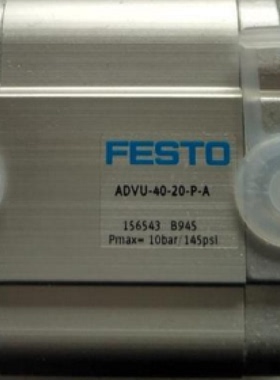 FESTO
ADVU-40-20-P-A
156543 B945
Pmax= 10bar/145psi